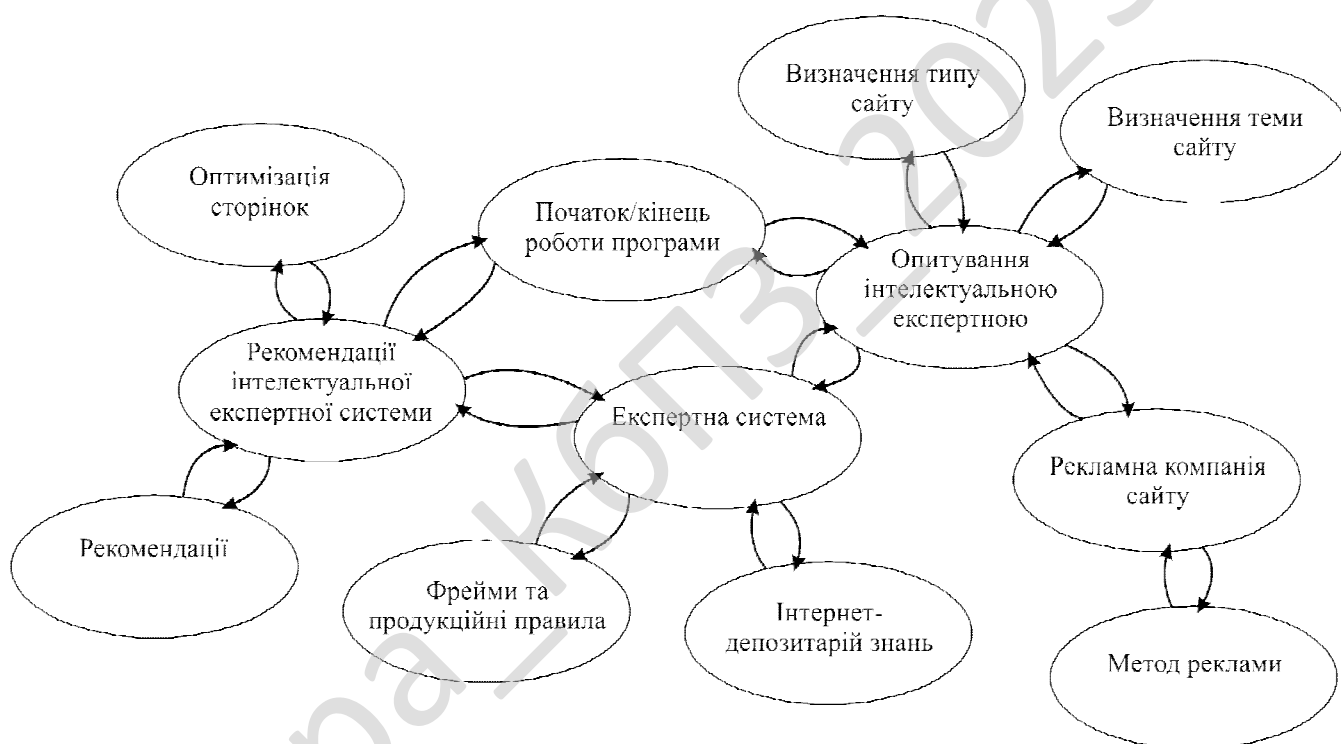 Визначення типу
сайту
Визначення теми
сайту
Оптимізація
сторінок
Початок/кінець
роботи програми
Опитування
інтелектуальною
експертною
Рекомендації
інтелектуальної
експертної системи
Експертна система
Рекламна компанія
сайту
Рекомендації
Фрейми та
продукційні правила
Інтернет-
депозитарій знань
Метод реклами
ра_КбПЗ_202